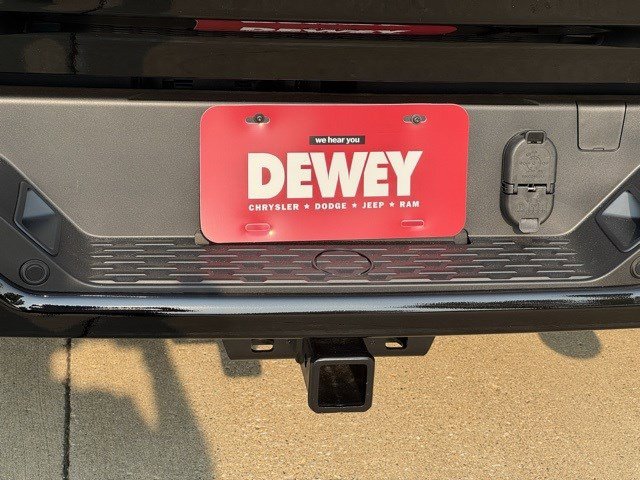 we hear you
DEWEY
CHRYSLER ★ DODGE ★ JEEP ★ RAM